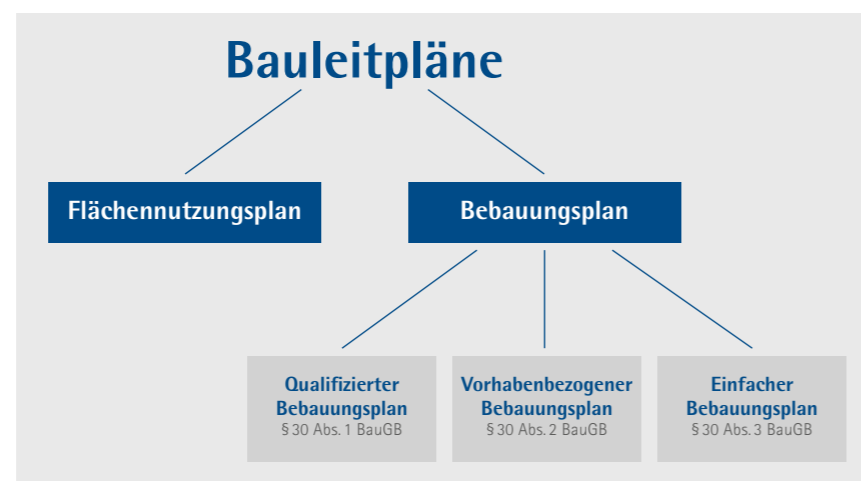 Bauleitpläne
Flächennutzungsplan
Bebauungsplan
Qualifizierter
Bebauungsplan
§ 30 Abs. 1 BauGB
Vorhabenbezogener
Bebauungsplan
§ 30 Abs. 2 BauGB
Einfacher
Bebauungsplan
§ 30 Abs. 3 BauGB